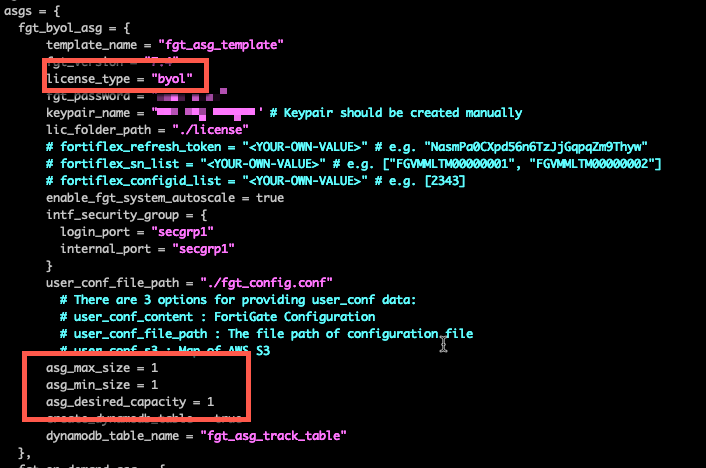 asgs = {
fgt_byol_asg = {
template_name = "fgt_asg_template"
fgt_version = "7.4"
license_type = "byol"
fgt_password =
keypair_name = " ' # Keypair should be created manually
lic_folder_path = "./license"
# fortiflex_refresh_token = "<YOUR-OWN-VALUE>" # e.g. "NasmPa0CXpd56n6TzJjGqpqZm9Thyw"
# fortiflex_sn_list = "<YOUR-OWN-VALUE>" # e.g. ["FGVMMLTM00000001", "FGVMMLTM00000002"]
# fortiflex_configid_list = "<YOUR-OWN-VALUE>" # e.g. [2343]
enable_fgt_system_autoscale = true
intf_security_group = {
login_port = "secgrp1"
internal_port = "secgrp1"
}
user_conf_file_path = "./fgt_config.conf"
# There are 3 options for providing user_conf data:
# user_conf_content : FortiGate Configuration
# user_conf_file_path : The file path of configuration file
# user_conf_s3 : Map of AWS S3
asg_max_size = 1
asg_min_size = 1
asg_desired_capacity = 1
create_dynamodb_table = true
dynamodb_table_name = "fgt_asg_track_table"
},
fgt_on_demand_asg = {